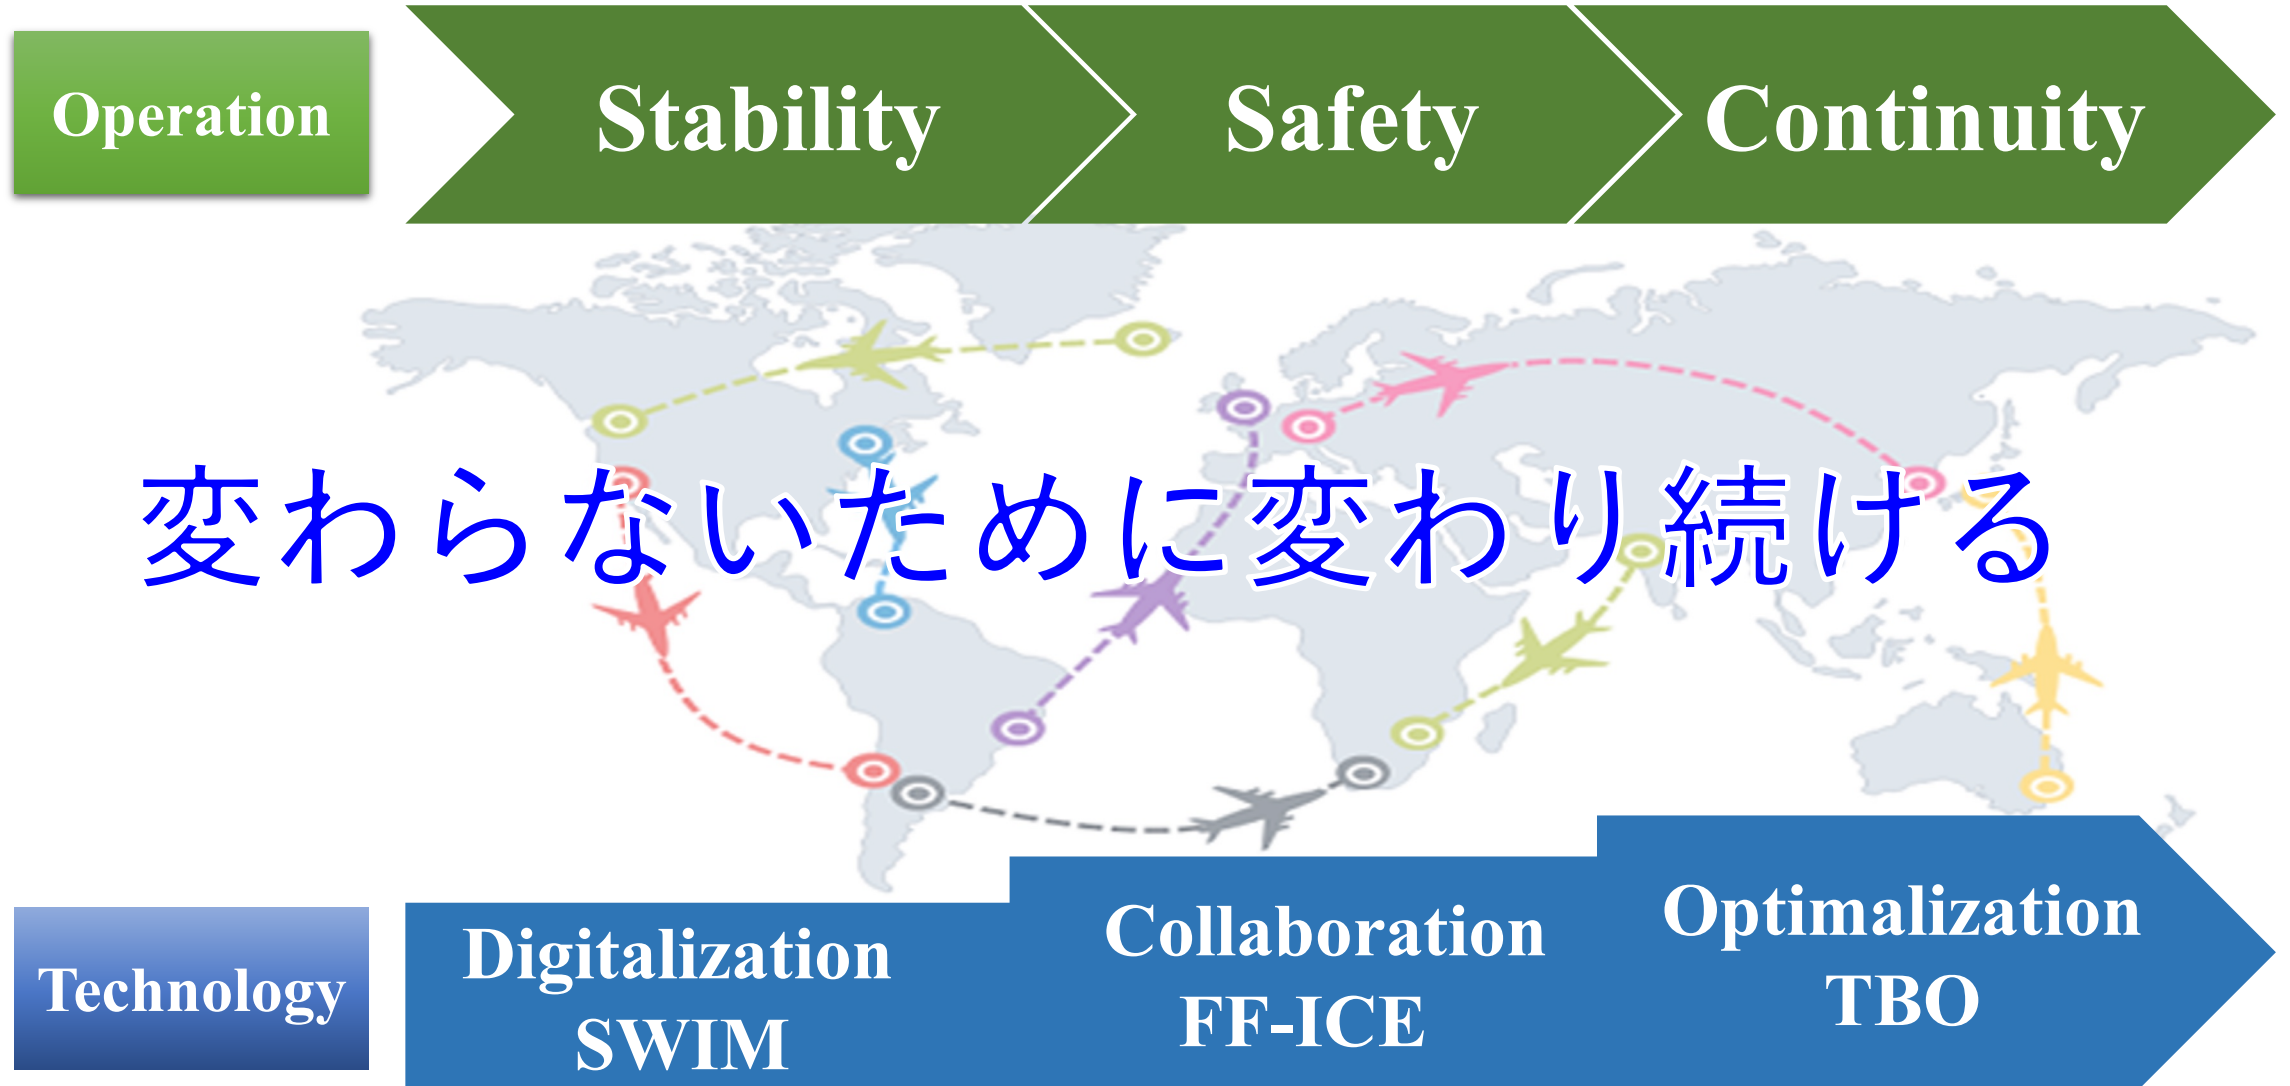 Operation
Stability
Safety
Continuity
変わらないために変わり続ける
Technology
Digitalization
SWIM
Collaboration
FF-ICE
Optimalization
TBO